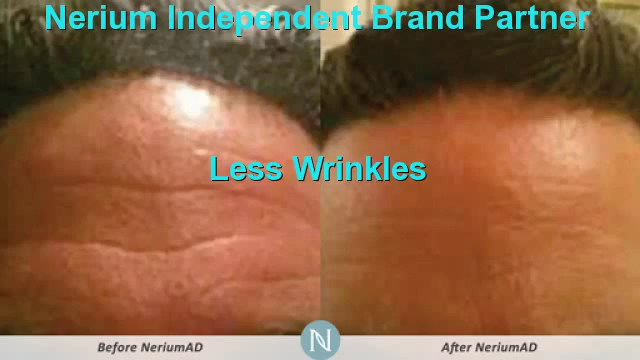 Nerium Independent Brand Partner
Less Wrinkles
Before NeriumAD
N
After NeriumAD